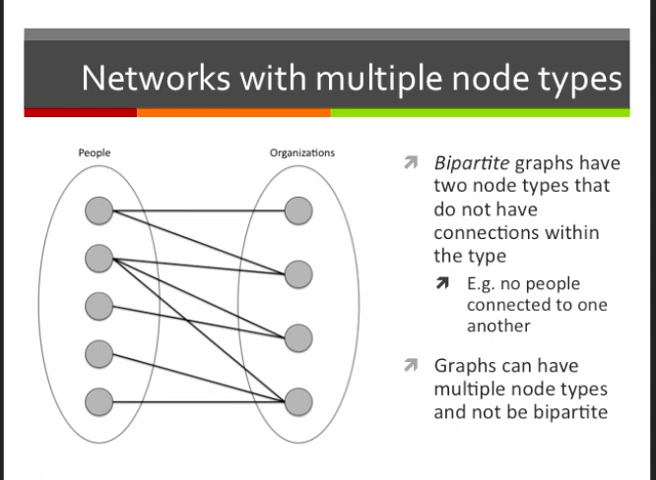 Networks with multiple node types
People
Organizations
Bipartite graphs have
two node types that
do not have
connections within
the type
E.g. no people
connected to one
another
Graphs can have
multiple node types
and not be bipartite